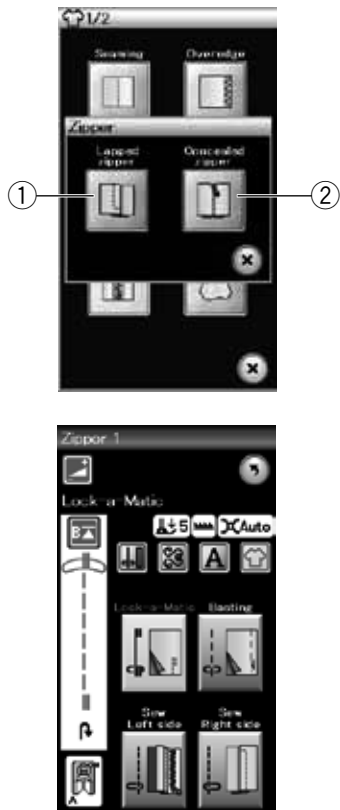 1/2
Seaming Overedge
Zipper
Lapped zipper
Concealed zipper
1
2
Zipper 1
Lock-a-Matic
B
5 Auto
A
Lock-a-Matic Basting
Sew Left side
Sew Right side
A